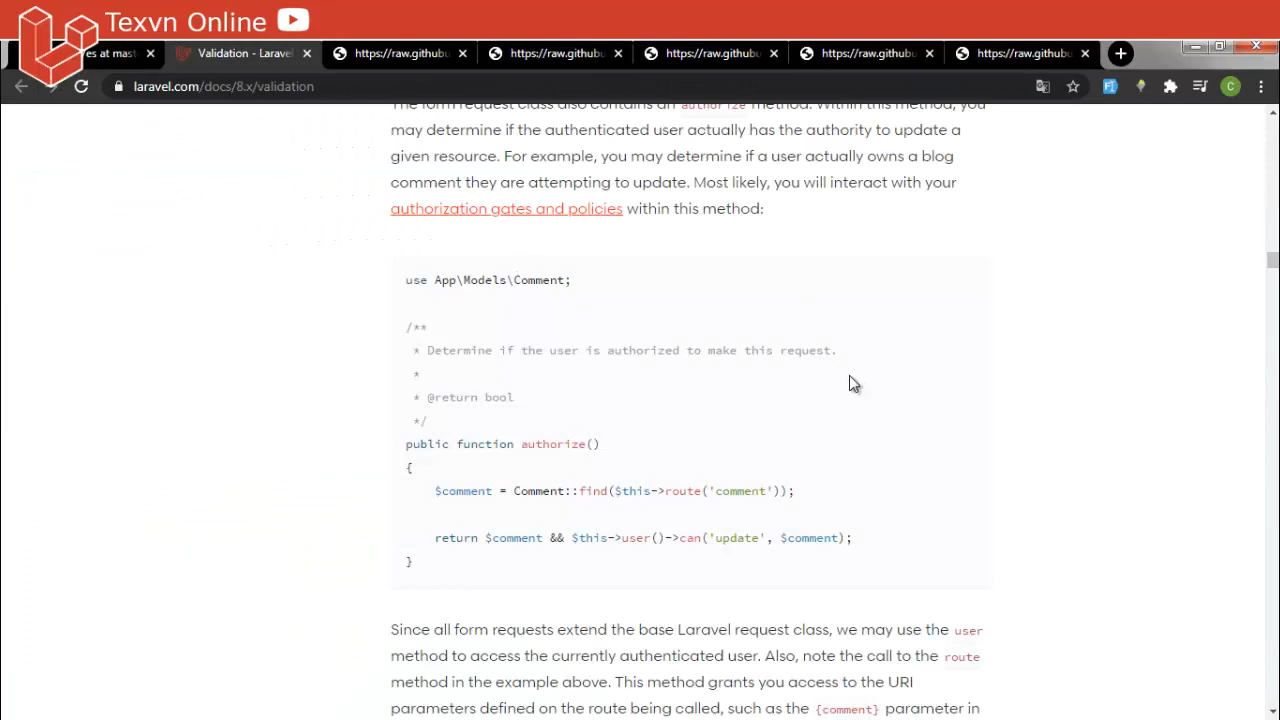 Texvn Online
es at mast
Validation - Laravel
https://raw.githubu
https://raw.githubu
https://raw.githubu
https://raw.githubu
https://raw.githubu
laravel.com/docs/8.x/validation
C
The form request class also contains an authorize method. Within this method, you
may determine if the authenticated user actually has the authority to update a
given resource. For example, you may determine if a user actually owns a blog
comment they are attempting to update. Most likely, you will interact with your
authorization gates and policies within this method:
use App\Models\Comment;
/**
* Determine if the user is authorized to make this request.
*
* @return bool
*/
public function authorize()
{
$comment = Comment::find($this->route('comment'));
return $comment && $this->user()->can('update', $comment);
}
Since all form requests extend the base Laravel request class, we may use the user
method to access the currently authenticated user. Also, note the call to the route
method in the example above. This method grants you access to the URI
parameters defined on the route being called, such as the {comment} parameter in